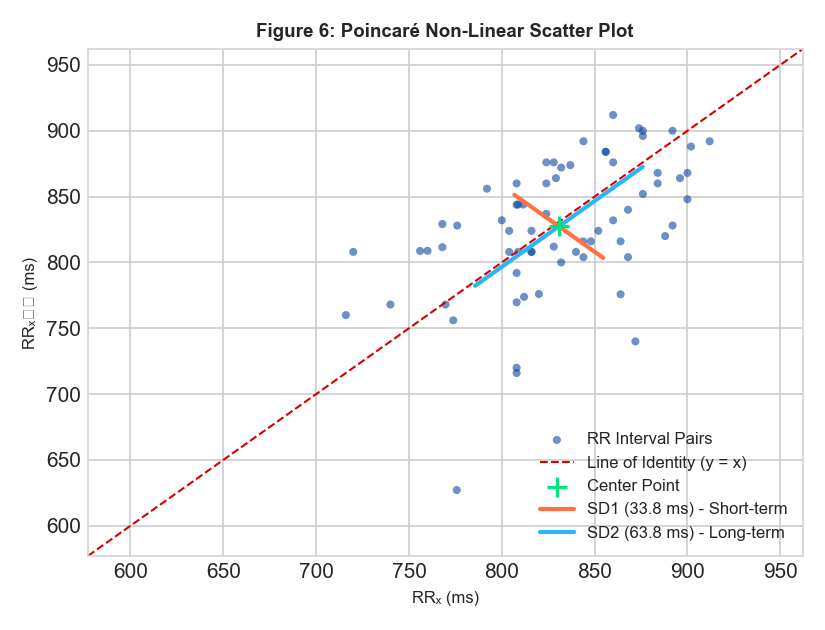 Figure 6: Poincaré Non-Linear Scatter Plot
950
900
850
800
750
700
650
600
RRₓ□□ (ms)
RR Interval Pairs
Line of Identity (y = x)
Center Point
SD1 (33.8 ms) - Short-term
SD2 (63.8 ms) - Long-term
600 650 700 750 800 850 900 950
RRₓ (ms)